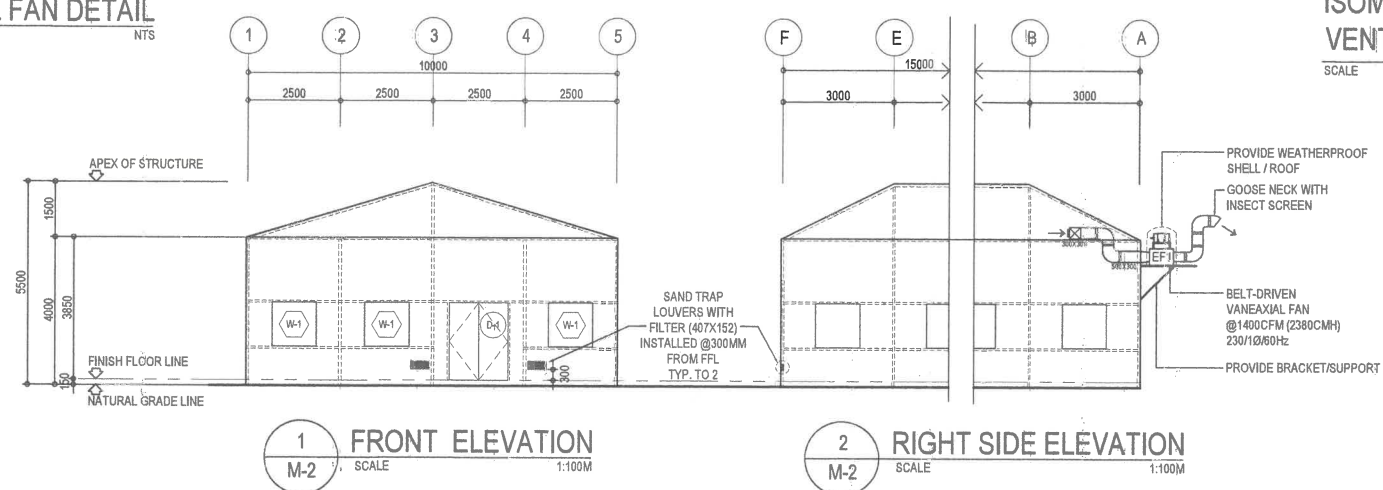 FAN DETAIL
NTS
1
2
3
4
5
10000
2500
2500
2500
2500
APEX OF STRUCTURE
5500
1500
4000
3850
150
FINISH FLOOR LINE
NATURAL GRADE LINE
W-1
W-1
D-1
W-1
300
SAND TRAP
LOUVERS WITH
FILTER (407X152)
INSTALLED @300MM
FROM FFL
TYP. TO 2
1
M-2
FRONT ELEVATION
SCALE
1:100M
F
E
B
A
15000
3000
3000
EF1
PROVIDE WEATHERPROOF
SHELL / ROOF
GOOSE NECK WITH
INSECT SCREEN
BELT-DRIVEN
VANEAXIAL FAN
@1400CFM (2380CMH)
230/1Ø/60Hz
PROVIDE BRACKET/SUPPORT
2
M-2
RIGHT SIDE ELEVATION
SCALE
1:100M
VENT
SCALE